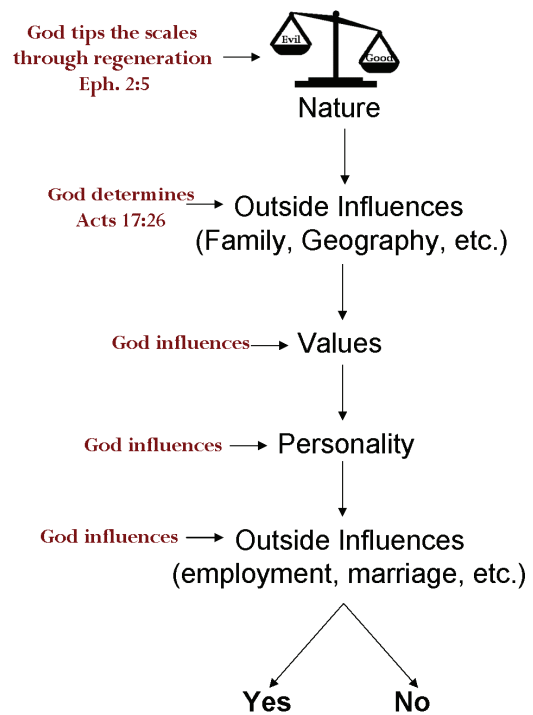 God tips the scales
through regeneration
Eph. 2:5
Evil
Good
Nature
God determines
Acts 17:26
Outside Influences
(Family, Geography, etc.)
God influences
Values
God influences
Personality
God influences
Outside Influences
(employment, marriage, etc.)
Yes
No